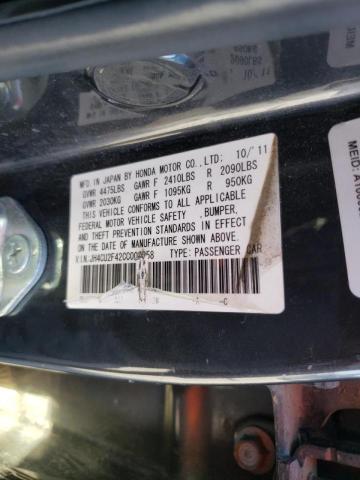 MFD. IN JAPAN BY HONDA MOTOR CO., LTD; 10/'11
GVWR 4475LBS GAWR F 2410LBS R 2090LBS
GVWR 2030KG GAWR F 1095KG R 950KG
THIS VEHICLE CONFORMS TO ALL APPLICABLE
FEDERAL MOTOR VEHICLE SAFETY , BUMPER,
AND THEFT PREVENTION STANDARDS IN EFFECT
ON THE DATE OF MANUFACTURE SHOWN ABOVE.
V.I.N. TYPE: PASSENGER CAR